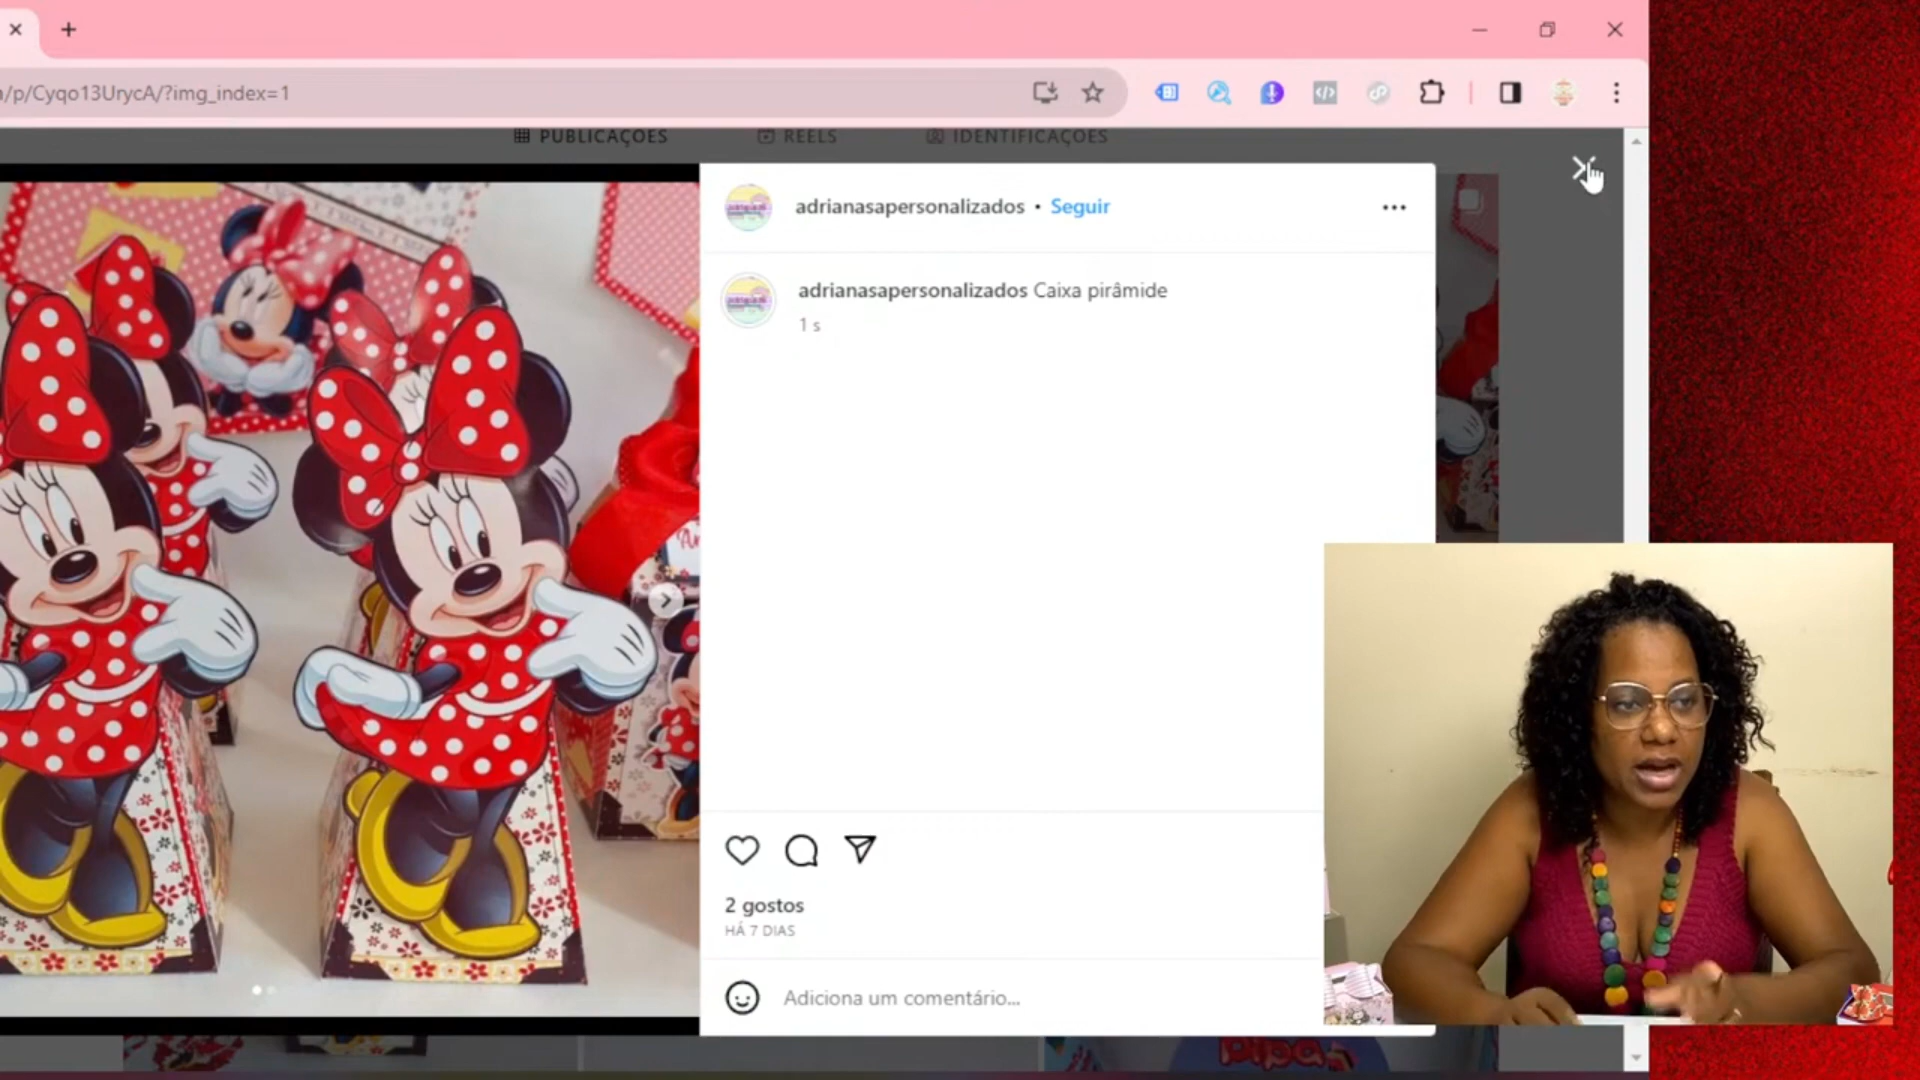 /p/Cyqo13UrycA/?img_index=1
PUBLICAÇÕES
REELS
IDENTIFICAÇÕES
adrianasapersonalizados • Seguir
adrianasapersonalizados Caixa pirâmide
1 s
2 gostos
HÁ 7 DIAS
Adiciona um comentário...